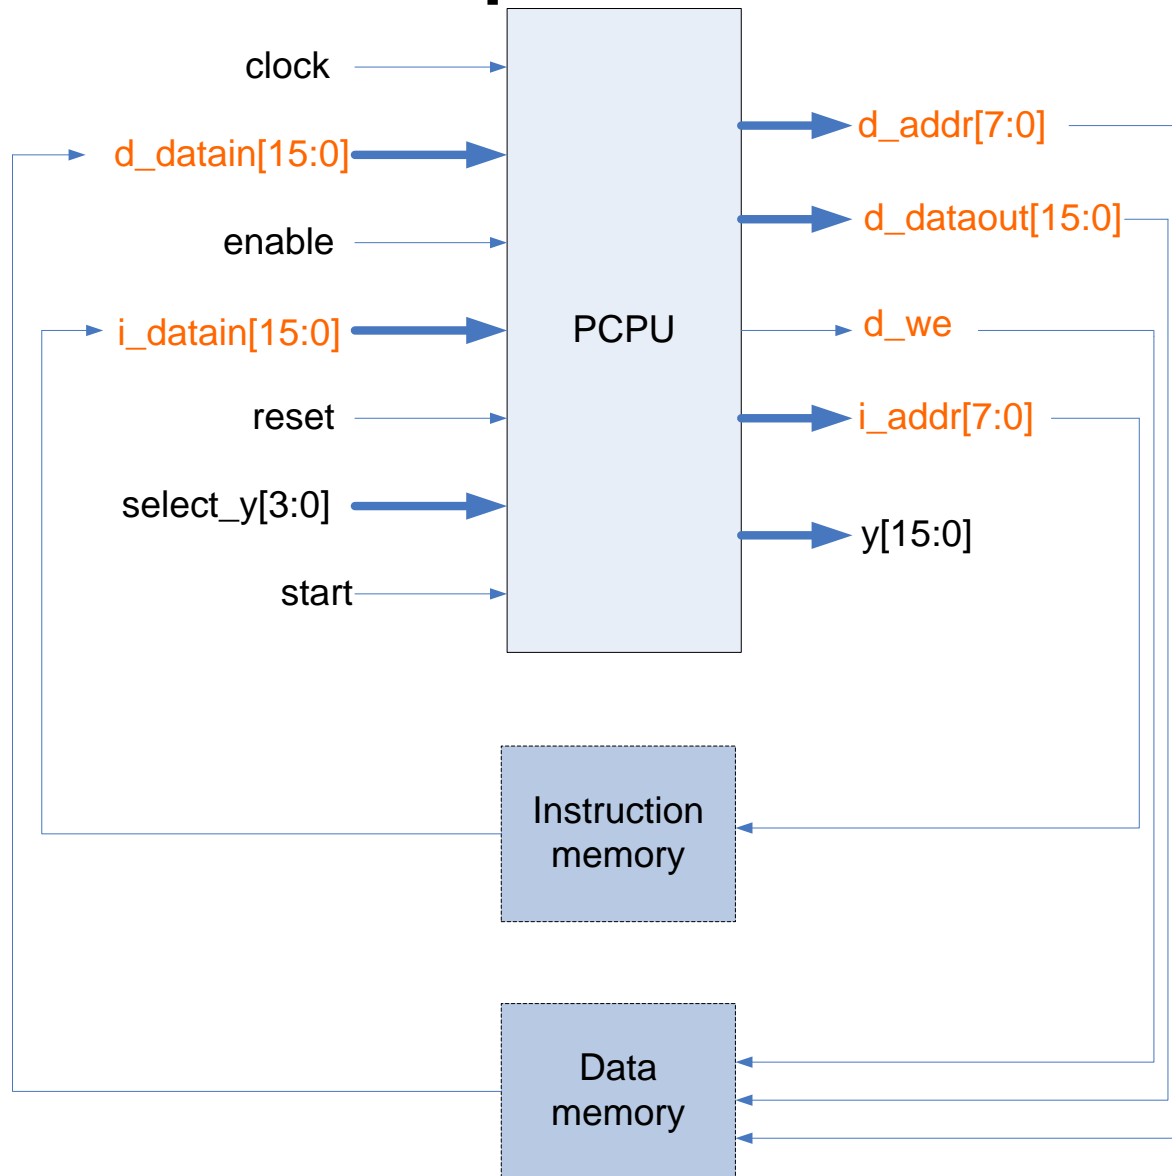 clock
d_datain[15:0]
enable
i_datain[15:0]
reset
select_y[3:0]
start
PCPU
d_addr[7:0]
d_dataout[15:0]
d_we
i_addr[7:0]
y[15:0]
Instruction
memory
Data
memory